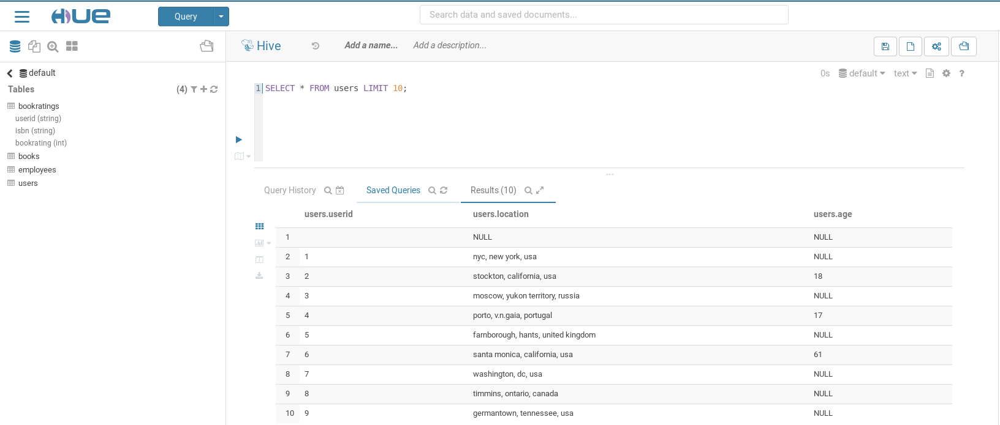 HUE
Query
Search data and saved documents...
Hive
Add a name...
Add a description...
default
0s
default
text
?
Tables
(4)
1
SELECT * FROM users LIMIT 10;
bookratings
userid (string)
isbn (string)
bookrating (int)
books
employees
users
Query History
Saved Queries
Results (10)
users.userid users.location users.age
1 NULL NULL
2 1 nyc, new york, usa NULL
3 2 stockton, california, usa 18
4 3 moscow, yukon territory, russia NULL
5 4 porto, v.n.gaia, portugal 17
6 5 farnborough, hants, united kingdom NULL
7 6 santa monica, california, usa 61
8 7 washington, dc, usa NULL
9 8 timmins, ontario, canada NULL
10 9 germantown, tennessee, usa NULL